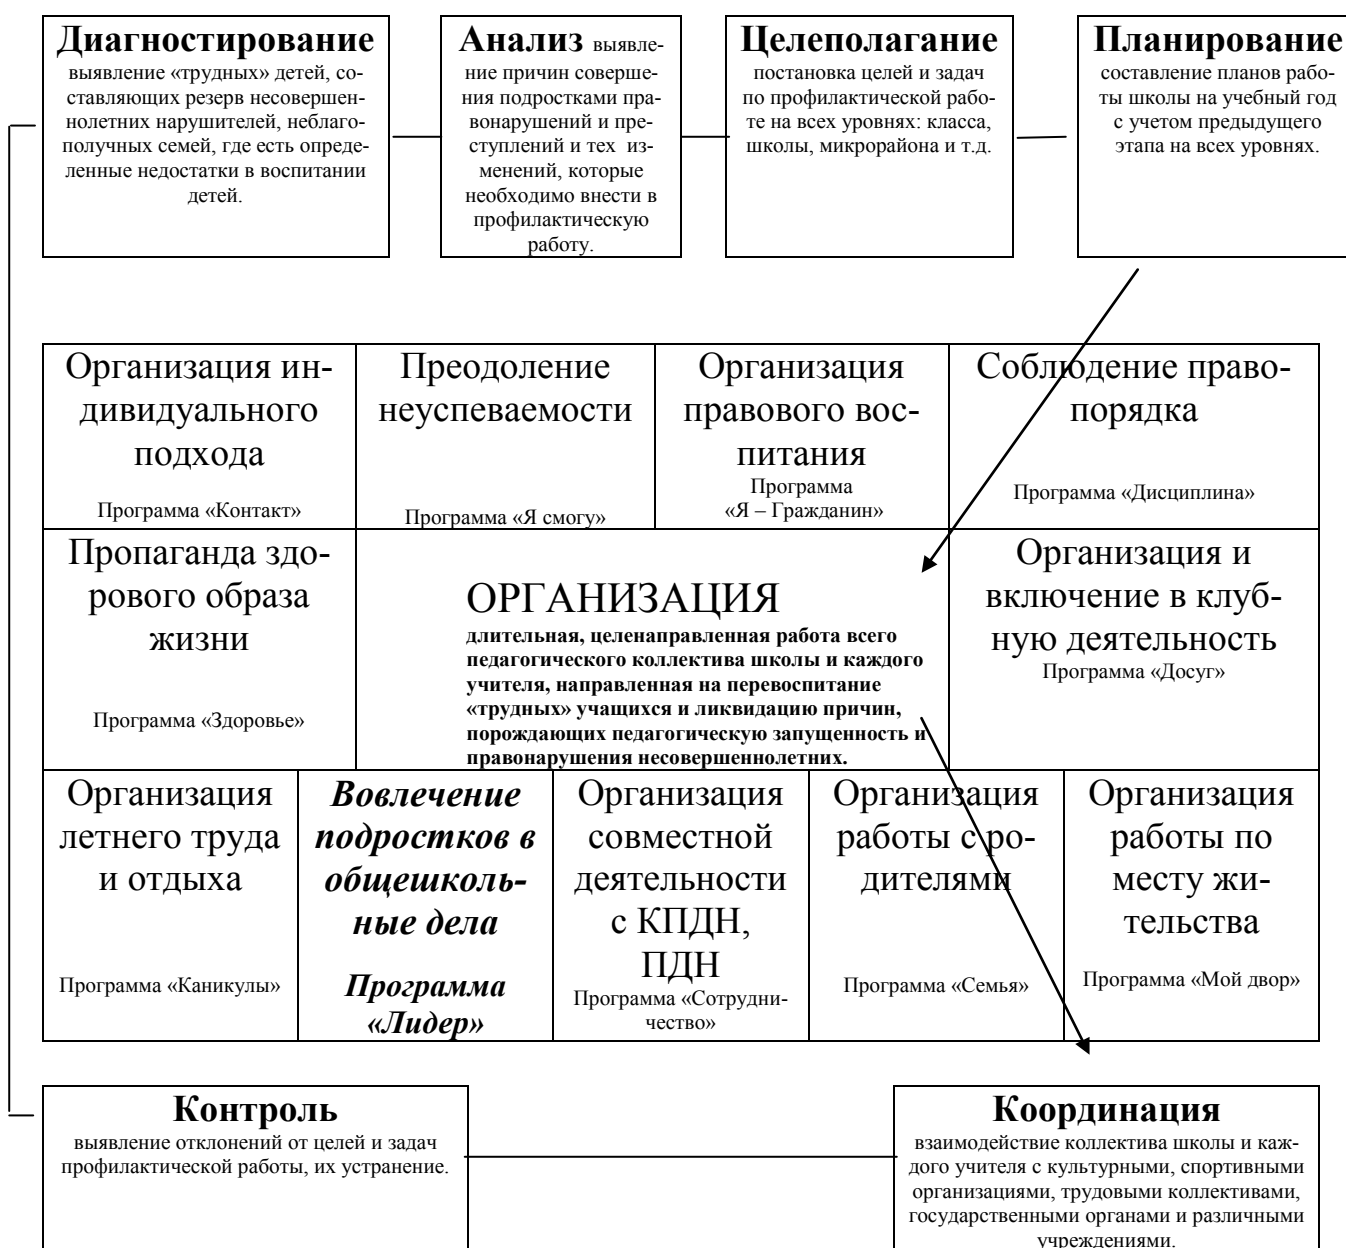 Диагностирование
выявление «трудных» детей, со-
ставляющих резерв несовершен-
нолетних нарушителей, неблаго-
получных семей, где есть опреде-
ленные недостатки в воспитании
детей.
Анализ выявле-
ние причин соверше-
ния подростками пра-
вонарушений и пре-
ступлений и тех из-
менений, которые
необходимо внести в
профилактическую
работу.
Целеполагание
постановка целей и задач
по профилактической рабо-
те на всех уровнях: класса,
школы, микрорайона и т.д.
Планирование
составление планов рабо-
ты школы на учебный год
с учетом предыдущего
этапа на всех уровнях.
Организация ин-
дивидуального
подхода
Программа «Контакт»
Преодоление
неуспеваемости
Программа «Я смогу»
Организация
правового вос-
питания
Программа
«Я – Гражданин»
Соблюдение право-
порядка
Программа «Дисциплина»
Пропаганда здо-
рового образа
жизни
Программа «Здоровье»
ОРГАНИЗАЦИЯ
длительная, целенаправленная работа всего
педагогического коллектива школы и каждого
учителя, направленная на перевоспитание
«трудных» учащихся и ликвидацию причин,
порождающих педагогическую запущенность и
правонарушения несовершеннолетних.
Организация и
включение в клуб-
ную деятельность
Программа «Досуг»
Организация
летнего труда
и отдыха
Программа «Каникулы»
Вовлечение
подростков в
общешколь-
ные дела
Программа
«Лидер»
Организация
совместной
деятельности
с КПДН,
ПДН
Программа «Сотрудни-
чество»
Организация
работы с ро-
дителями
Программа «Семья»
Организация
работы по
месту жи-
тельства
Программа «Мой двор»
Контроль
выявление отклонений от целей и задач
профилактической работы, их устранение.
Координация
взаимодействие коллектива школы и каж-
дого учителя с культурными, спортивными
организациями, трудовыми коллективами,
государственными органами и различными
учреждениями.